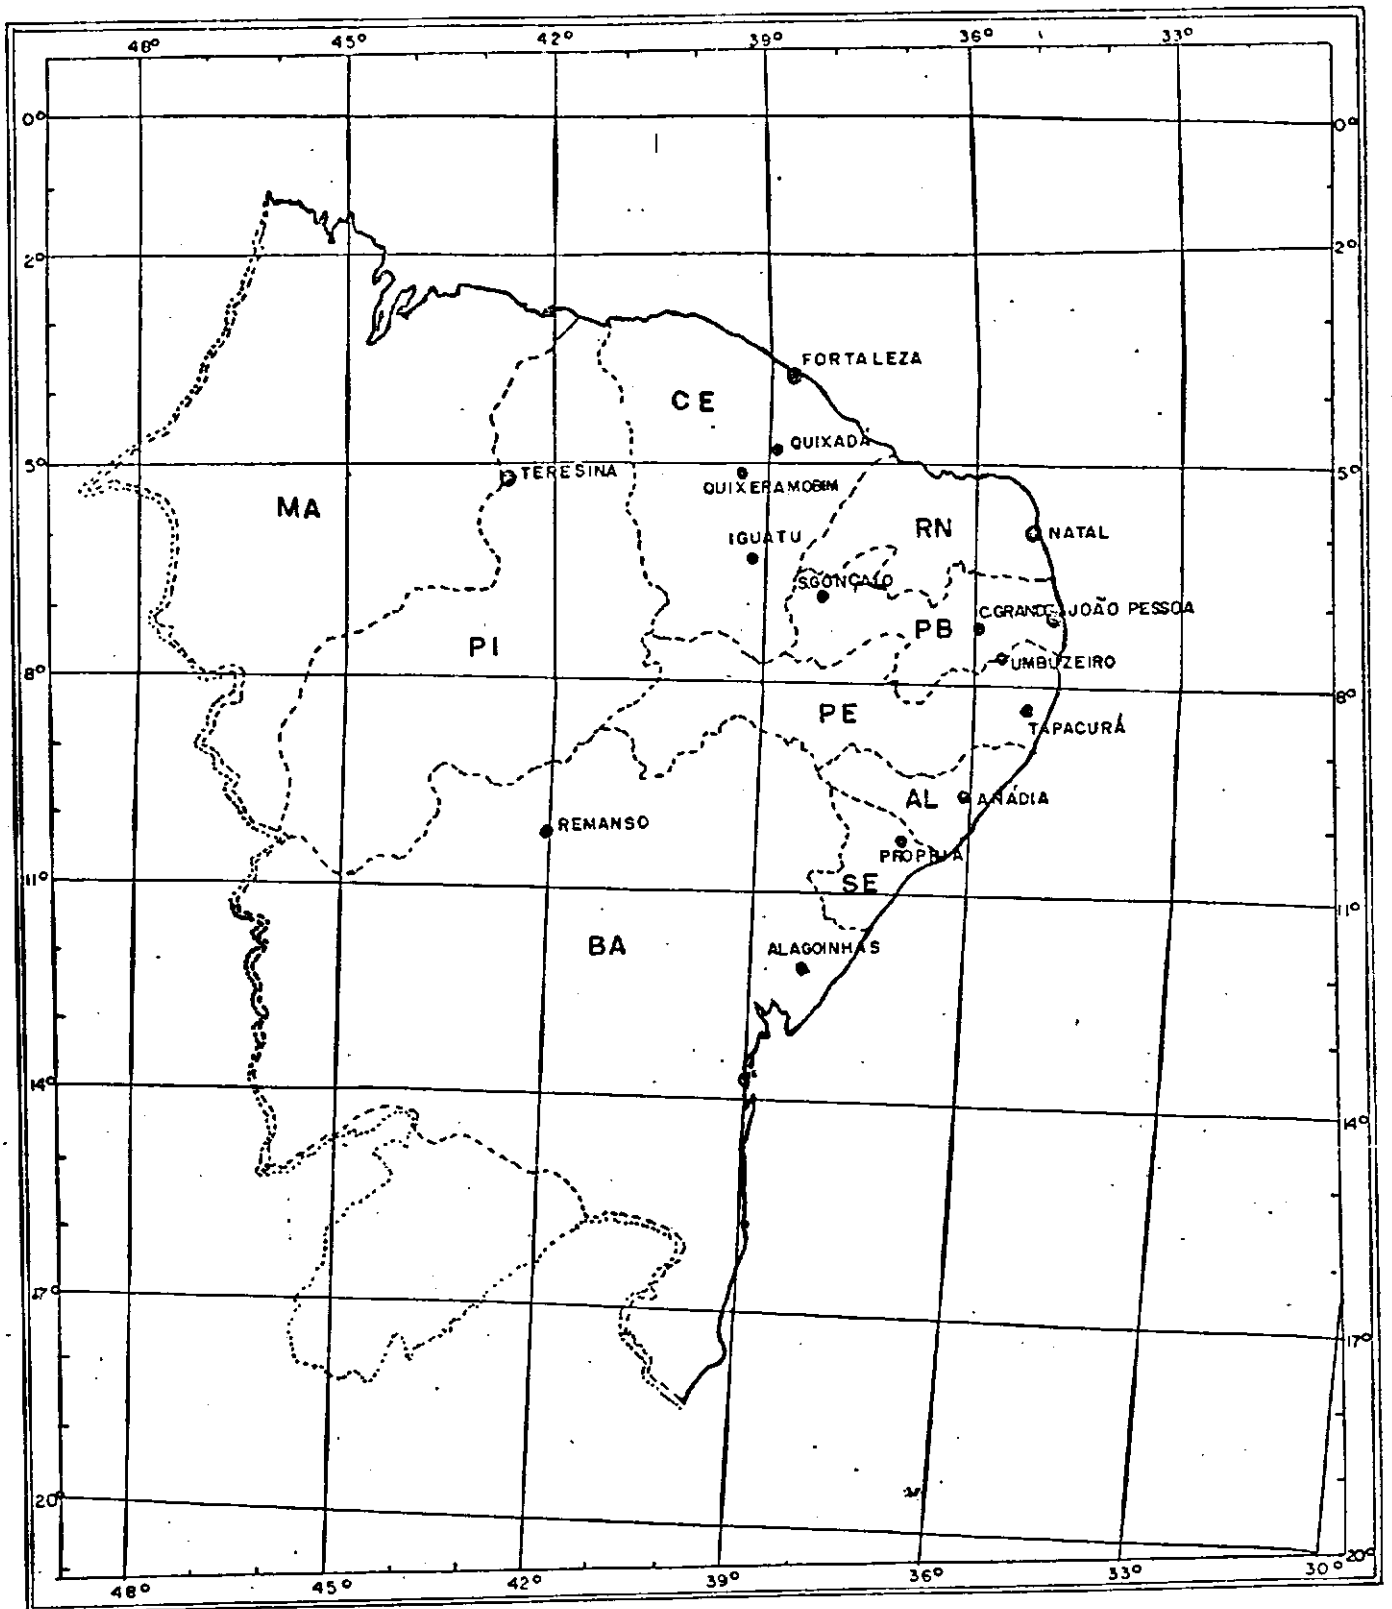 48° 45° 42° 39° 36° 33°
0° 0°
2° 2°
FORTALEZA
CE
QUIXADÁ
5° 5°
TERESINA
QUIXERAMOBIM
MA
RN
IGUATU
NATAL
S.GONÇALO
C.GRANDE
JOÃO PESSOA
PB
PI
UMBUZEIRO
8° 8°
PE
TAPACURÁ
AL
ANÁDIA
REMANSO
PROPRIA
SE
11° 11°
BA
ALAGOINHAS
14° 14°
17° 17°
20° 20°
48° 45° 42° 39° 36° 33° 30°